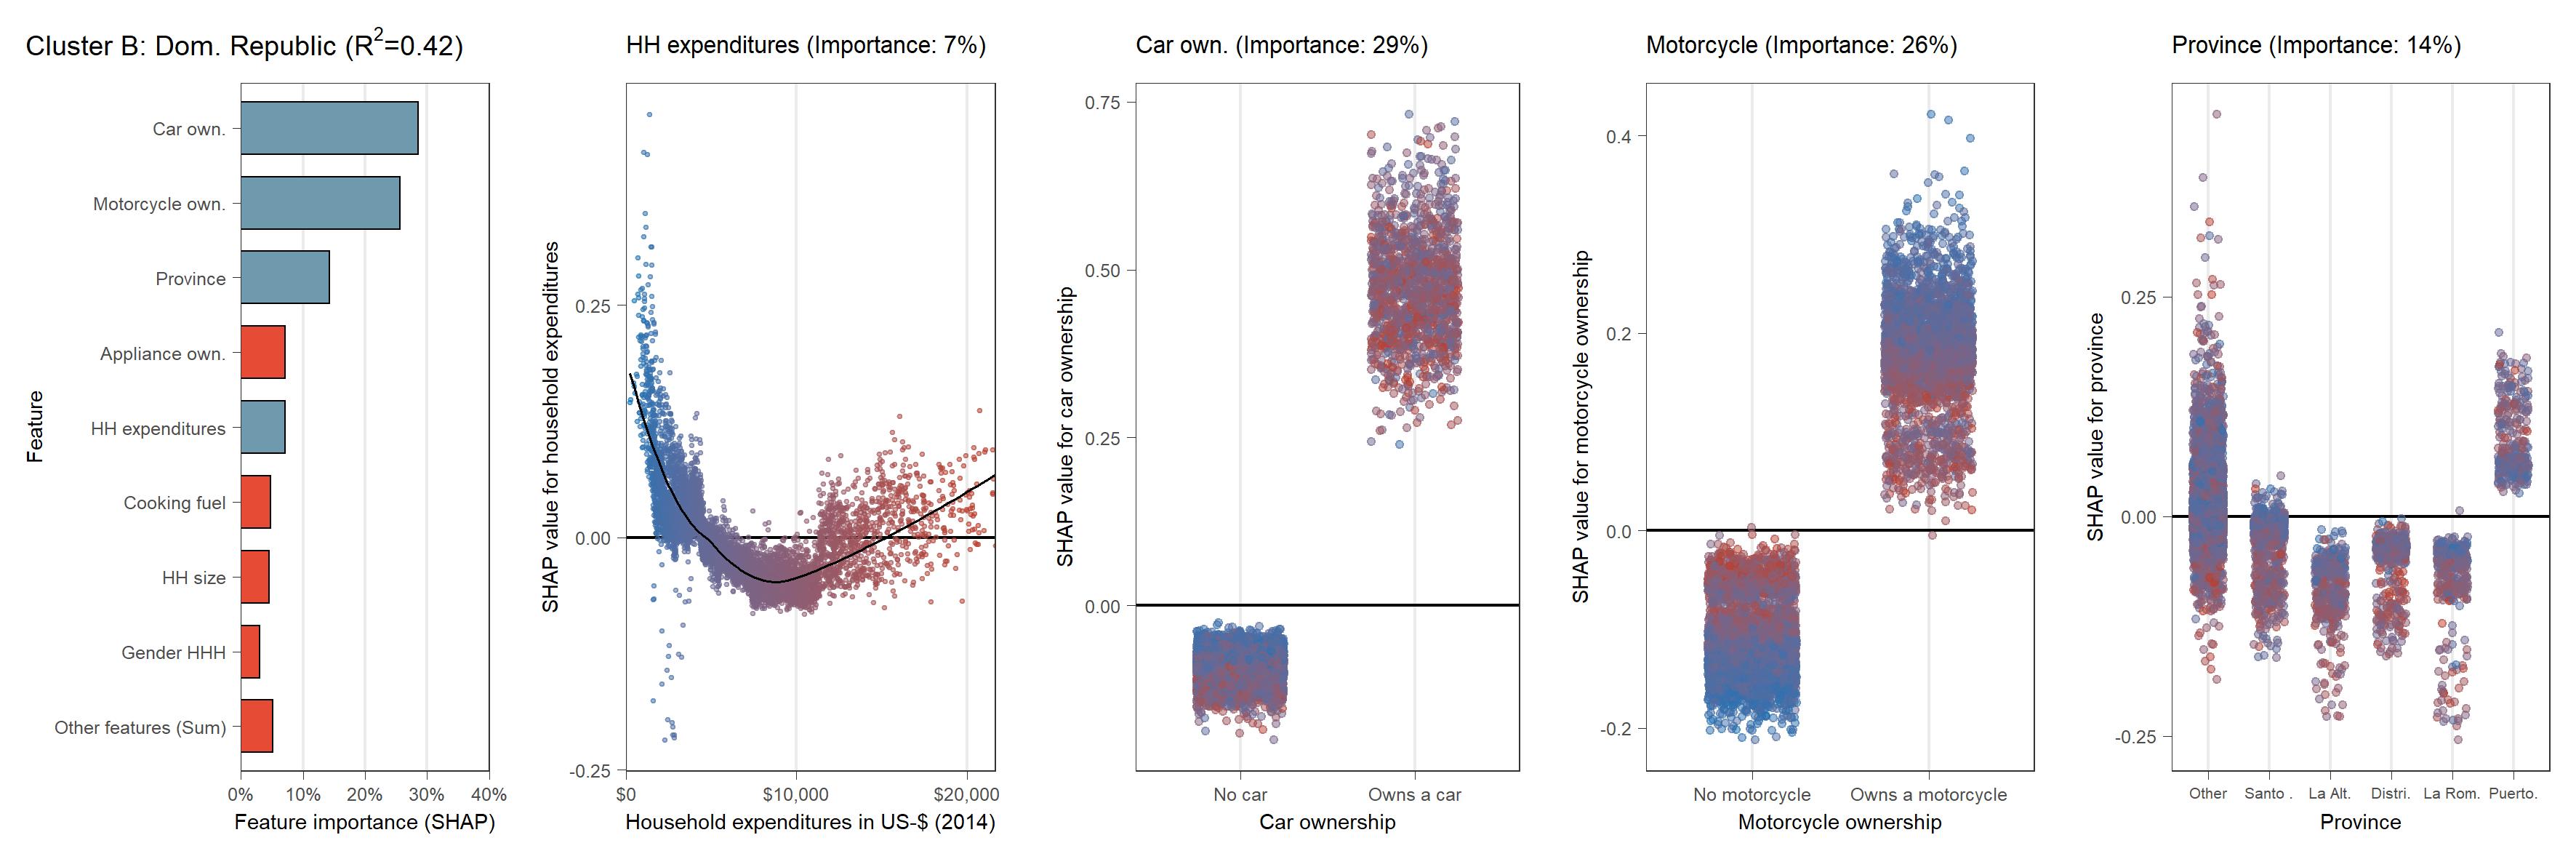 Cluster B: Dom. Republic (R2=0.42)
Feature
Car own.
Motorcycle own.
Province
Appliance own.
HH expenditures
Cooking fuel
HH size
Gender HHH
Other features (Sum)
0% 10% 20% 30% 40%
Feature importance (SHAP)
HH expenditures (Importance: 7%)
SHAP value for household expenditures
0.25
0.00
-0.25
$0 $10,000 $20,000
Household expenditures in US-$ (2014)
Car own. (Importance: 29%)
SHAP value for car ownership
0.75
0.50
0.25
0.00
No car Owns a car
Car ownership
Motorcycle (Importance: 26%)
SHAP value for motorcycle ownership
0.4
0.2
0.0
-0.2
No motorcycle Owns a motorcycle
Motorcycle ownership
Province (Importance: 14%)
SHAP value for province
0.25
0.00
-0.25
Other Santo . La Alt. Distri. La Rom. Puerto.
Province